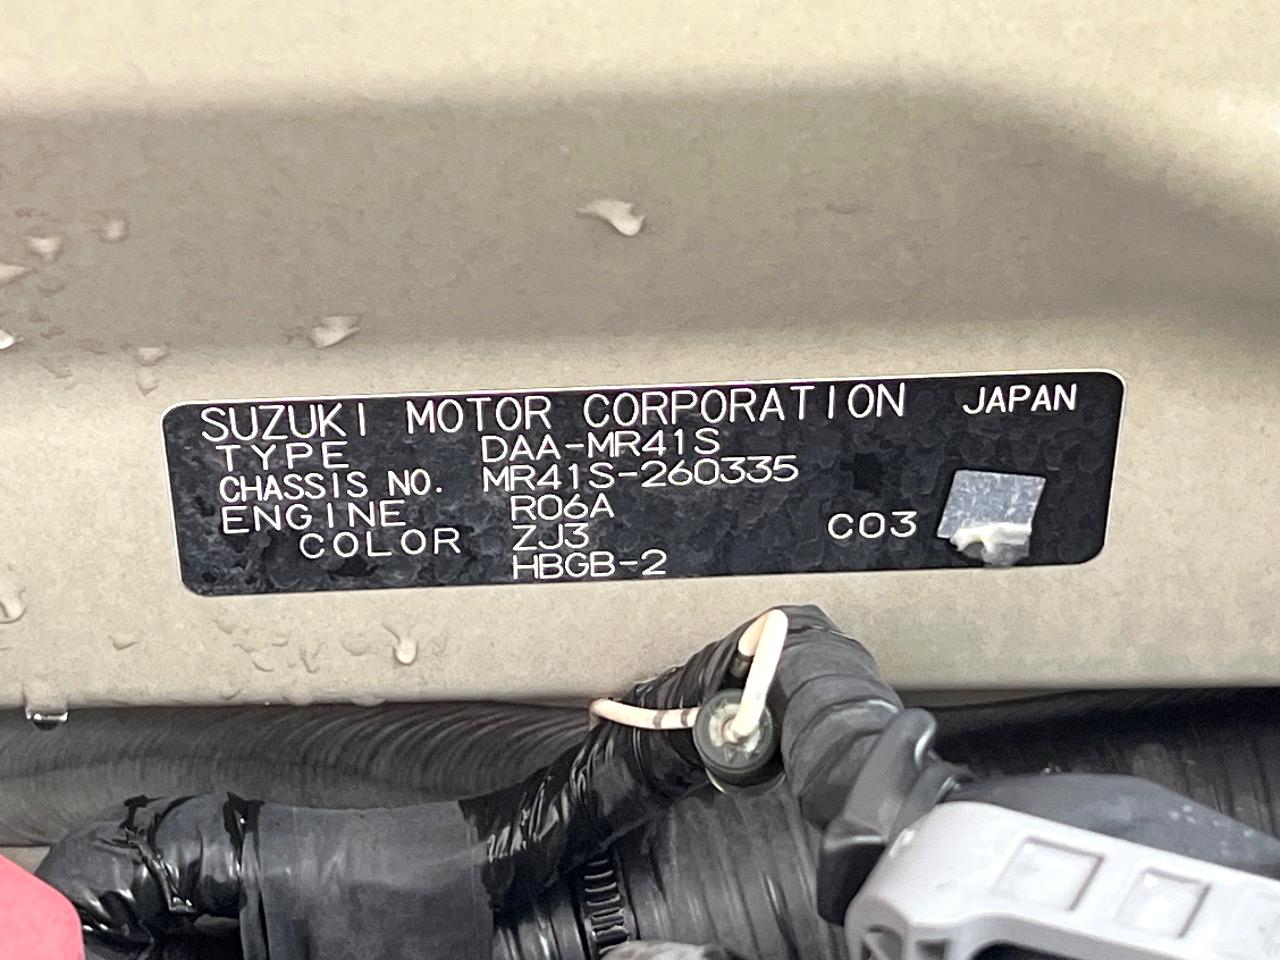 SUZUKI MOTOR CORPORATION JAPAN
TYPE DAA-MR41S
CHASSIS NO. MR41S-260335
ENGINE R06A
COLOR ZJ3 C03
HBGB-2